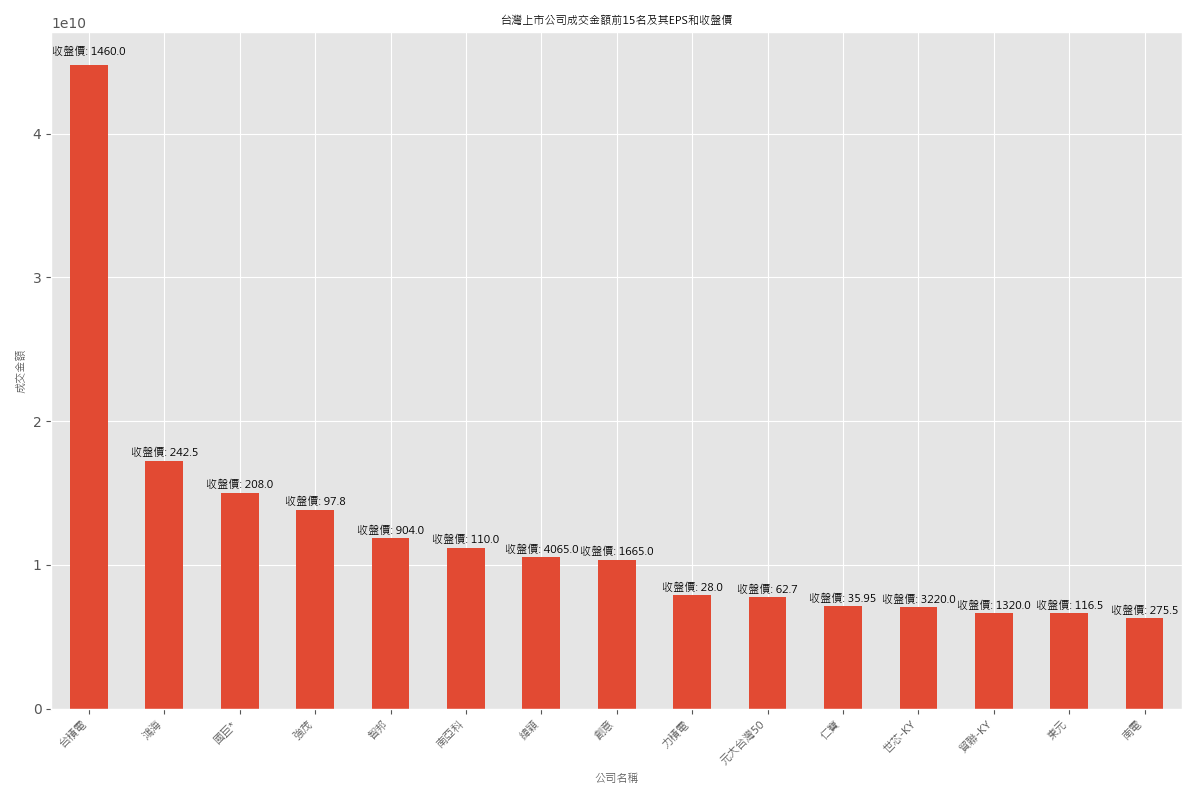 台灣上市公司成交金額前15名及其EPS和收盤價
1e10
收盤價: 1460.0
收盤價: 242.5
收盤價: 208.0
收盤價: 97.8
收盤價: 904.0
收盤價: 110.0
收盤價: 4065.0
收盤價: 1665.0
收盤價: 28.0
收盤價: 62.7
收盤價: 35.95
收盤價: 3220.0
收盤價: 1320.0
收盤價: 116.5
收盤價: 275.5
4
3
2
1
0
成交金額
台積電
鴻海
國巨*
強茂
智邦
南亞科
緯穎
創意
力積電
元大台灣50
仁寶
世芯-KY
貿聯-KY
東元
南電
公司名稱